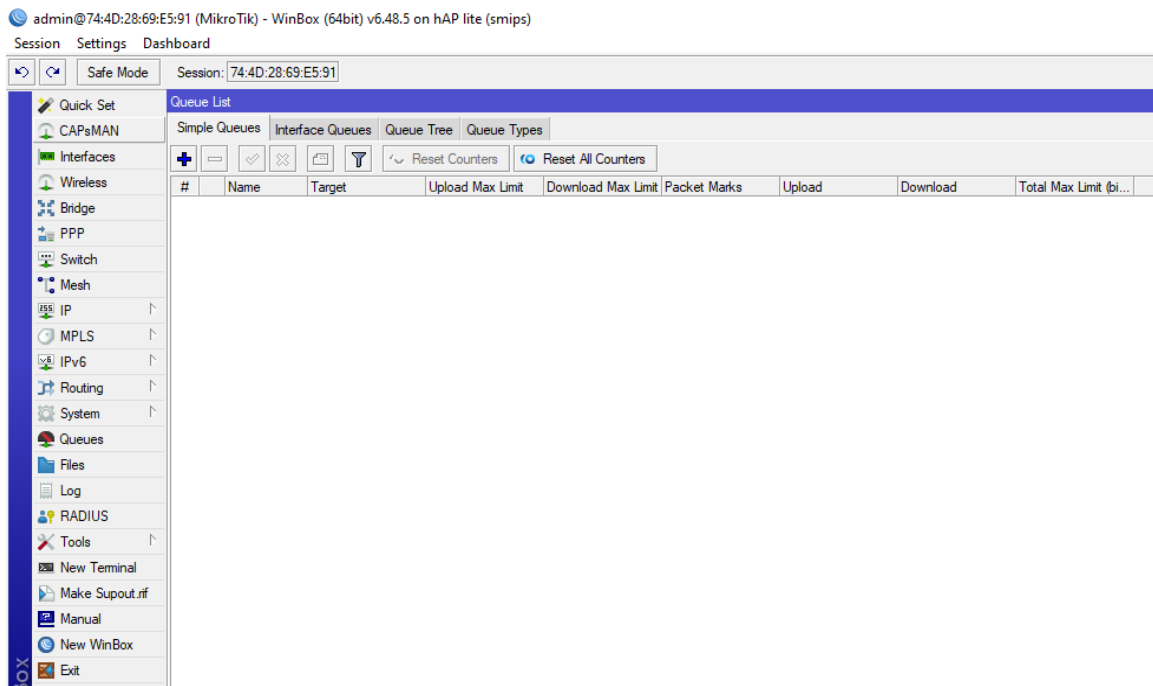 admin@74:4D:28:69:E5:91 (MikroTik) - WinBox (64bit) v6.48.5 on hAP lite (smips)
Session Settings Dashboard
Safe Mode Session: 74:4D:28:69:E5:91
Quick Set
CAPsMAN
Interfaces
Wireless
Bridge
PPP
Switch
Mesh
IP
MPLS
IPv6
Routing
System
Queues
Files
Log
RADIUS
Tools
New Terminal
Make Supout.rif
Manual
New WinBox
Exit
Queue List
Simple Queues Interface Queues Queue Tree Queue Types
Reset Counters Reset All Counters
# Name Target Upload Max Limit Download Max Limit Packet Marks Upload Download Total Max Limit (bi...